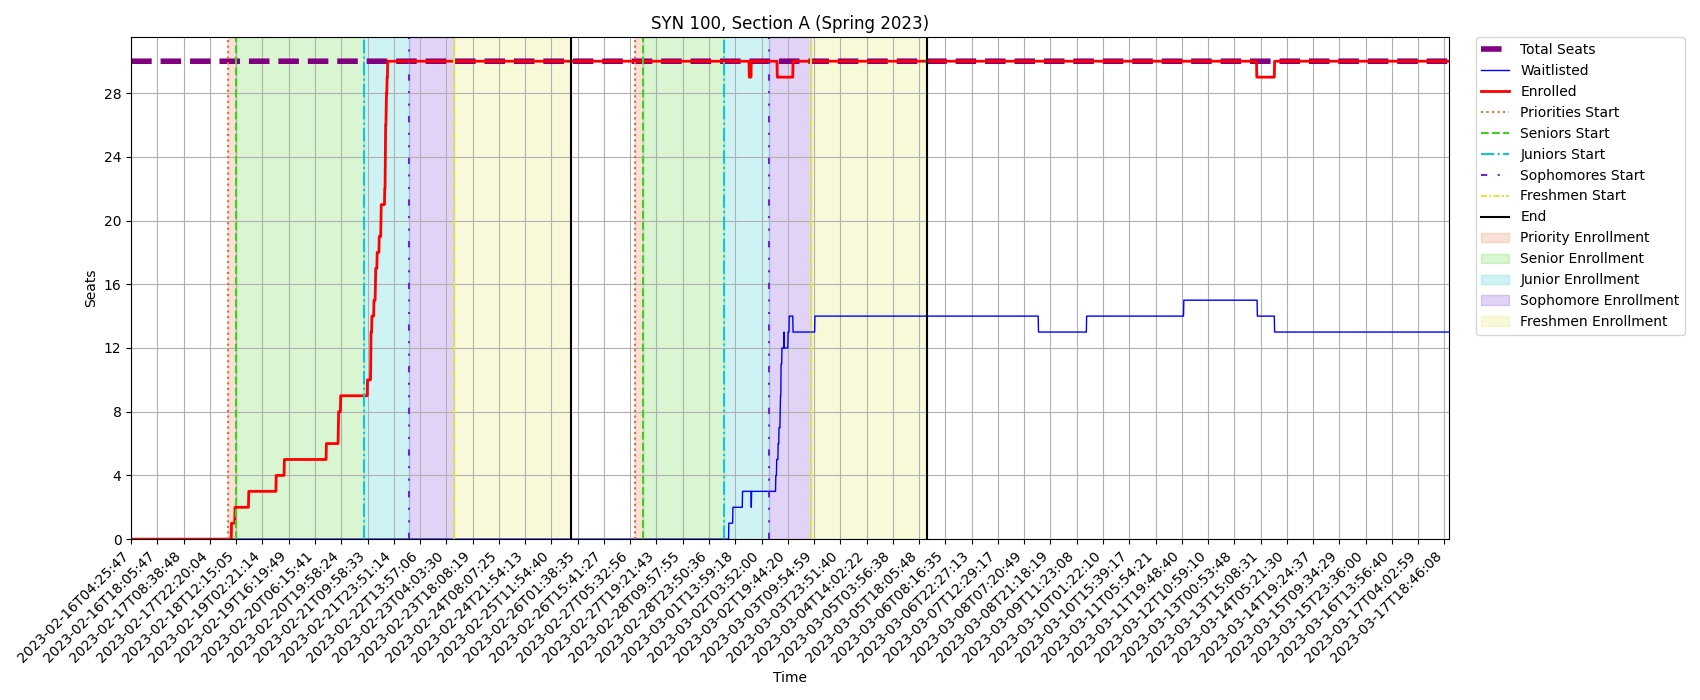 SYN 100, Section A (Spring 2023)
Seats
28
24
20
16
12
8
4
0
2023-02-16T04:25:47
2023-02-16T18:05:47
2023-02-17T08:38:48
2023-02-17T22:20:04
2023-02-18T12:15:05
2023-02-19T02:21:14
2023-02-19T16:19:49
2023-02-20T06:15:41
2023-02-20T19:58:24
2023-02-21T09:58:33
2023-02-21T23:51:14
2023-02-22T13:57:06
2023-02-23T04:03:30
2023-02-23T18:08:19
2023-02-24T08:07:25
2023-02-24T21:54:13
2023-02-25T11:54:40
2023-02-26T01:38:35
2023-02-26T15:41:27
2023-02-27T05:32:56
2023-02-27T19:21:43
2023-02-28T09:57:55
2023-02-28T23:50:36
2023-03-01T13:59:18
2023-03-02T03:52:00
2023-03-02T19:44:20
2023-03-03T09:54:59
2023-03-03T23:51:40
2023-03-04T14:02:22
2023-03-05T03:56:38
2023-03-05T18:05:48
2023-03-06T08:16:35
2023-03-06T22:27:13
2023-03-07T12:29:17
2023-03-08T07:20:49
2023-03-08T21:18:19
2023-03-09T11:23:08
2023-03-10T01:22:10
2023-03-10T15:39:17
2023-03-11T05:54:21
2023-03-11T19:48:40
2023-03-12T10:59:10
2023-03-13T00:53:48
2023-03-13T15:08:31
2023-03-14T05:21:30
2023-03-14T19:24:37
2023-03-15T09:34:29
2023-03-15T23:36:00
2023-03-16T13:56:40
2023-03-17T04:02:59
2023-03-17T18:46:08
Time
Total Seats
Waitlisted
Enrolled
Priorities Start
Seniors Start
Juniors Start
Sophomores Start
Freshmen Start
End
Priority Enrollment
Senior Enrollment
Junior Enrollment
Sophomore Enrollment
Freshmen Enrollment